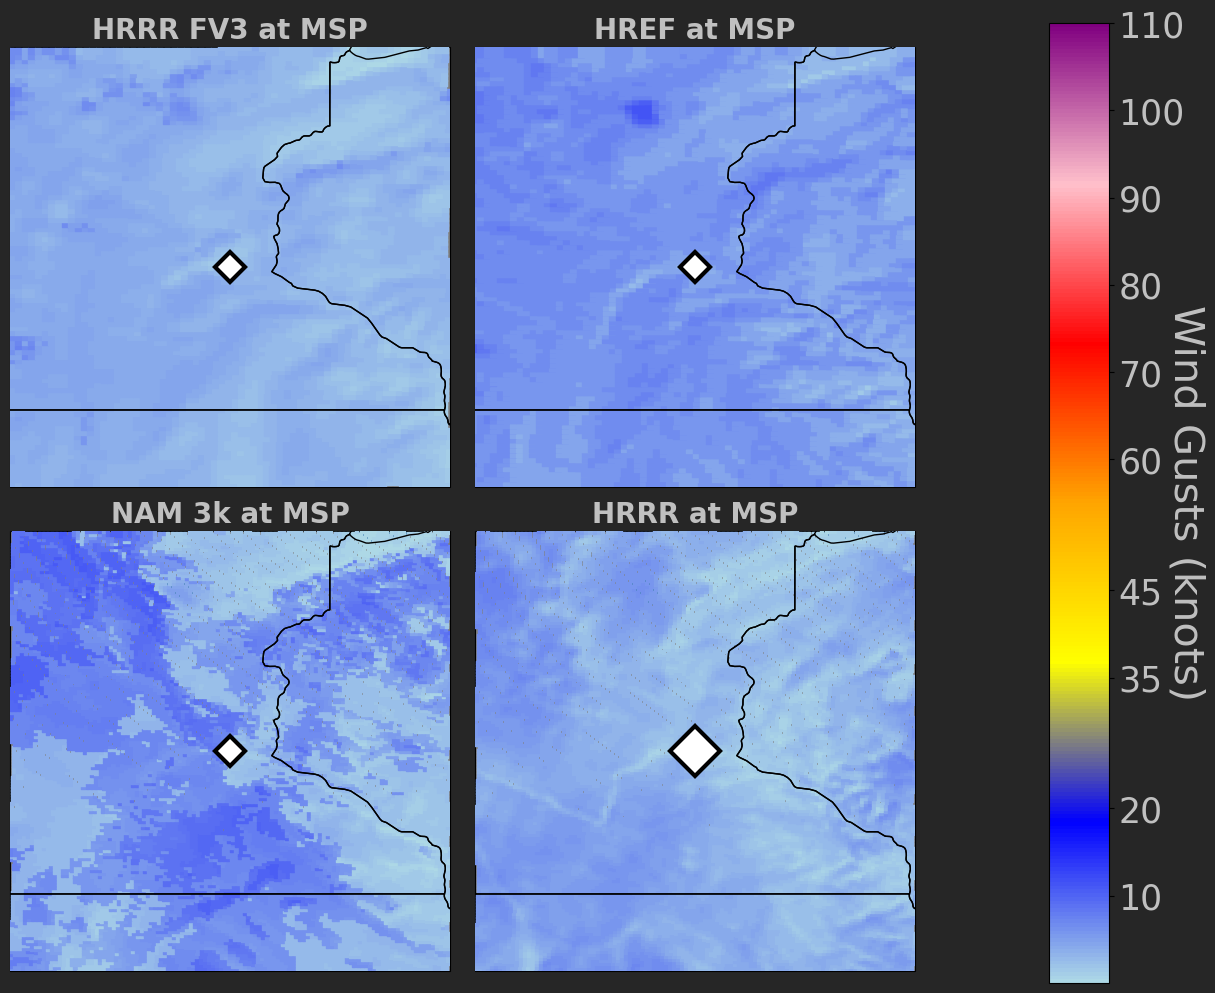 HRRR FV3 at MSP
HREF at MSP
NAM 3k at MSP
HRRR at MSP
110
100
90
80
70
60
45
35
20
10
Wind Gusts (knots)